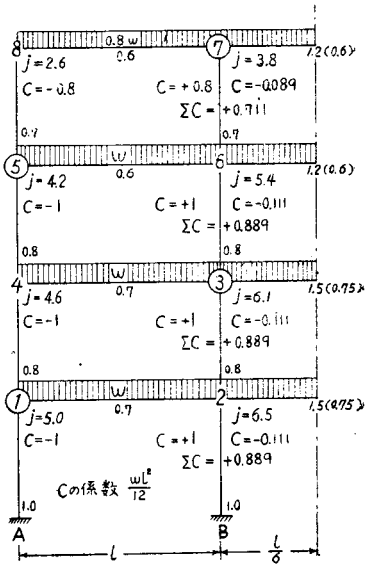 0.8 w
8
7
j=2.6
0.6
j=3.8
1.2(0.6)
C=-0.8
C=+0.8
C=-0.089
ΣC=
+0.711
0.7
0.7
w
5
6
j=4.2
0.6
j=5.4
1.2(0.6)
C=-1
C=+1
C=-0.111
ΣC=
+0.889
0.8
0.8
w
4
3
j=4.6
0.7
j=6.1
1.5(0.75)
C=-1
C=+1
C=-0.111
ΣC=
+0.889
0.8
0.8
w
1
2
j=5.0
0.7
j=6.5
1.5(0.75)
C=-1
C=+1
C=-0.111
ΣC=
+0.889
Cの係数 wl²/12
1.0
1.0
A
B
l
l/6